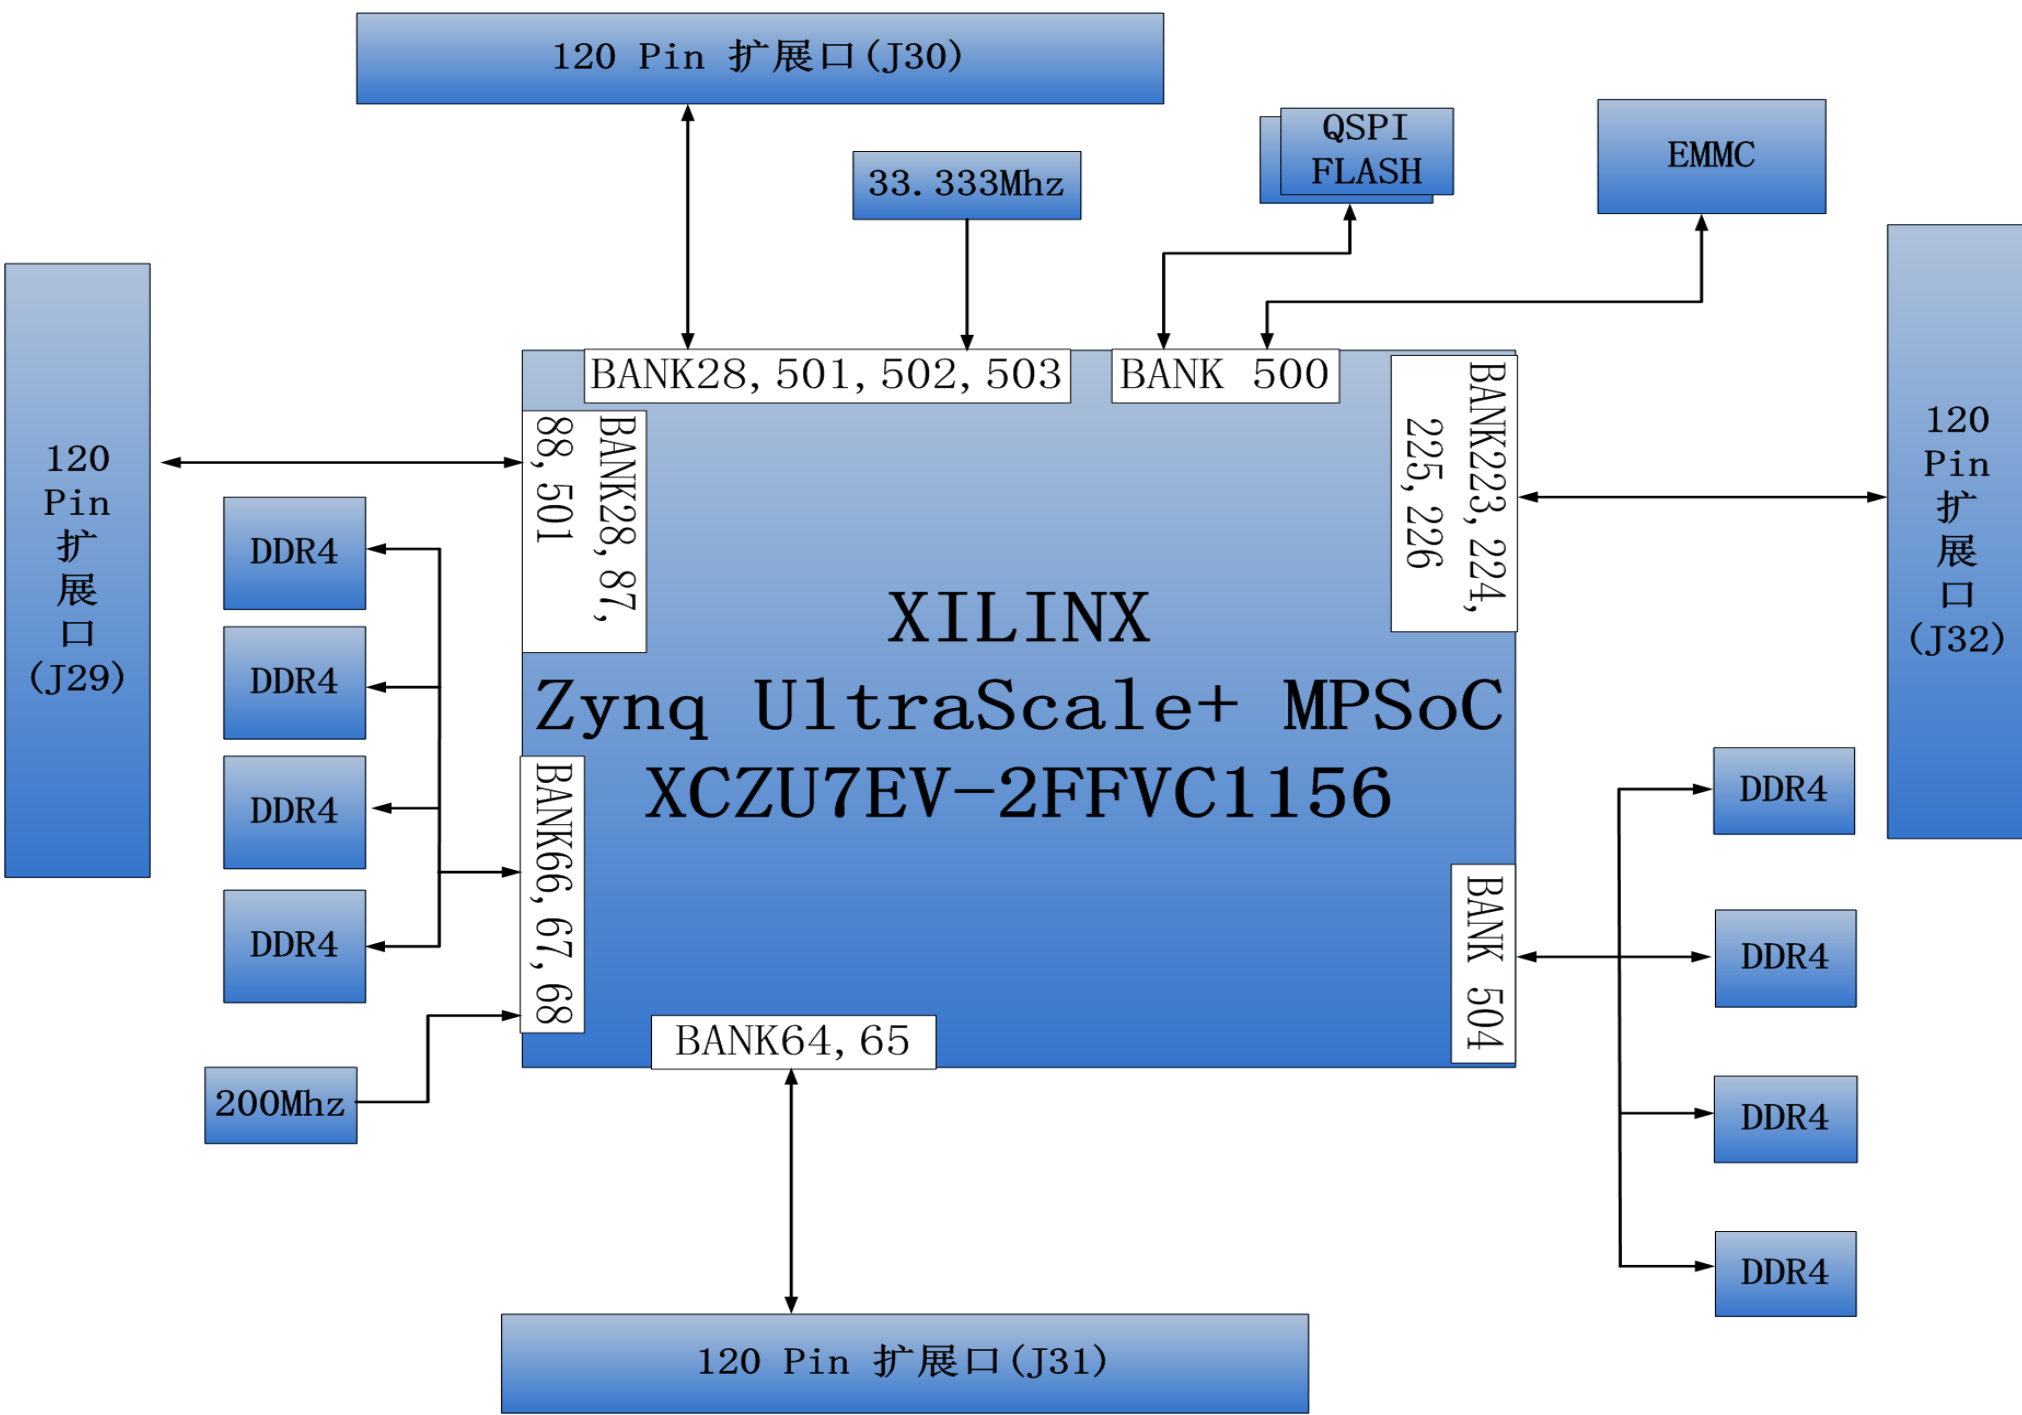 120 Pin 扩展口(J30)
33.333Mhz
QSPI
FLASH
EMMC
120
Pin
扩
展
口
(J29)
BANK28,501,502,503
BANK 500
BANK28,87,
88,501
BANK223,224,
225,226
120
Pin
扩
展
口
(J32)
DDR4
DDR4
DDR4
DDR4
XILINX
Zynq UltraScale+ MPSoC
XCZU7EV-2FFVC1156
BANK66,67,68
BANK 504
DDR4
DDR4
DDR4
DDR4
200Mhz
BANK64,65
120 Pin 扩展口(J31)